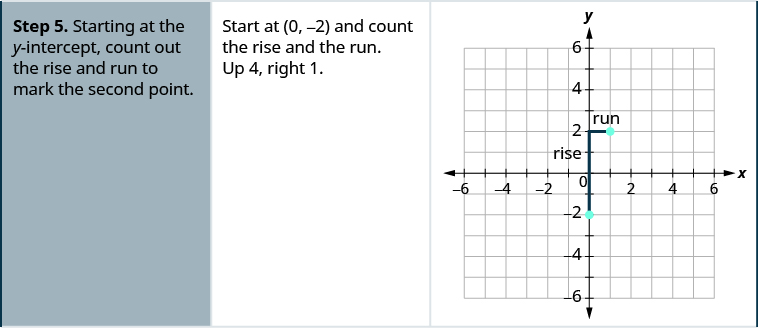 Step 5. Starting at the
y-intercept, count out
the rise and run to
mark the second point.
Start at (0, –2) and count
the rise and the run.
Up 4, right 1.
y
6
4
run
2
rise
0
x
–6 –4 –2 2 4 6
–2
–4
–6